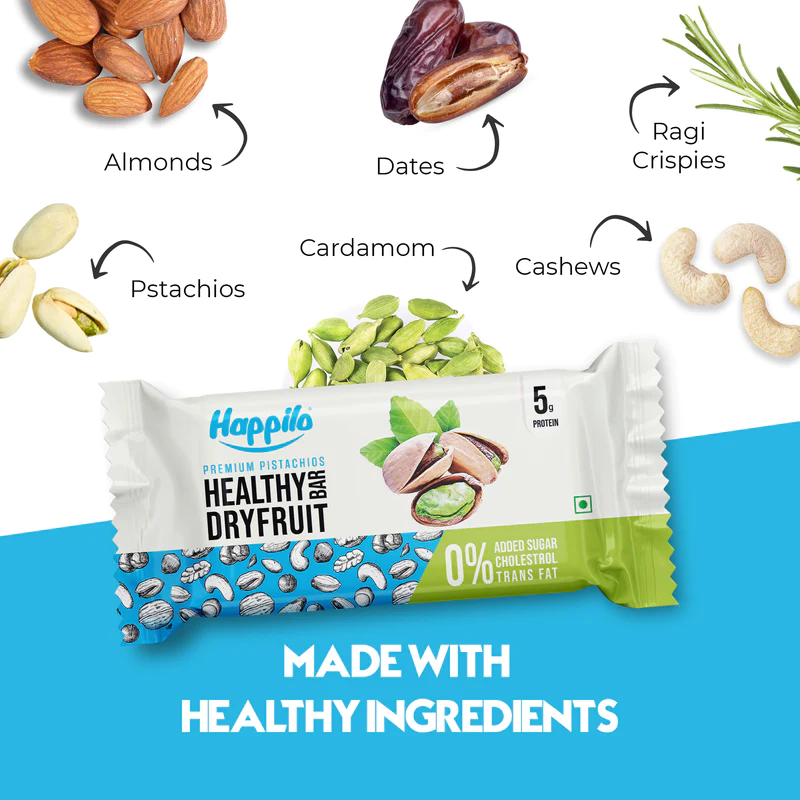 Almonds
Dates
Ragi
Crispies
Pstachios
Cardamom
Cashews
Happilo
PREMIUM PISTACHIOS
HEALTHY BAR
DRYFRUIT
5g
PROTEIN
0% ADDED SUGAR
CHOLESTROL
TRANS FAT
MADE WITH
HEALTHY INGREDIENTS